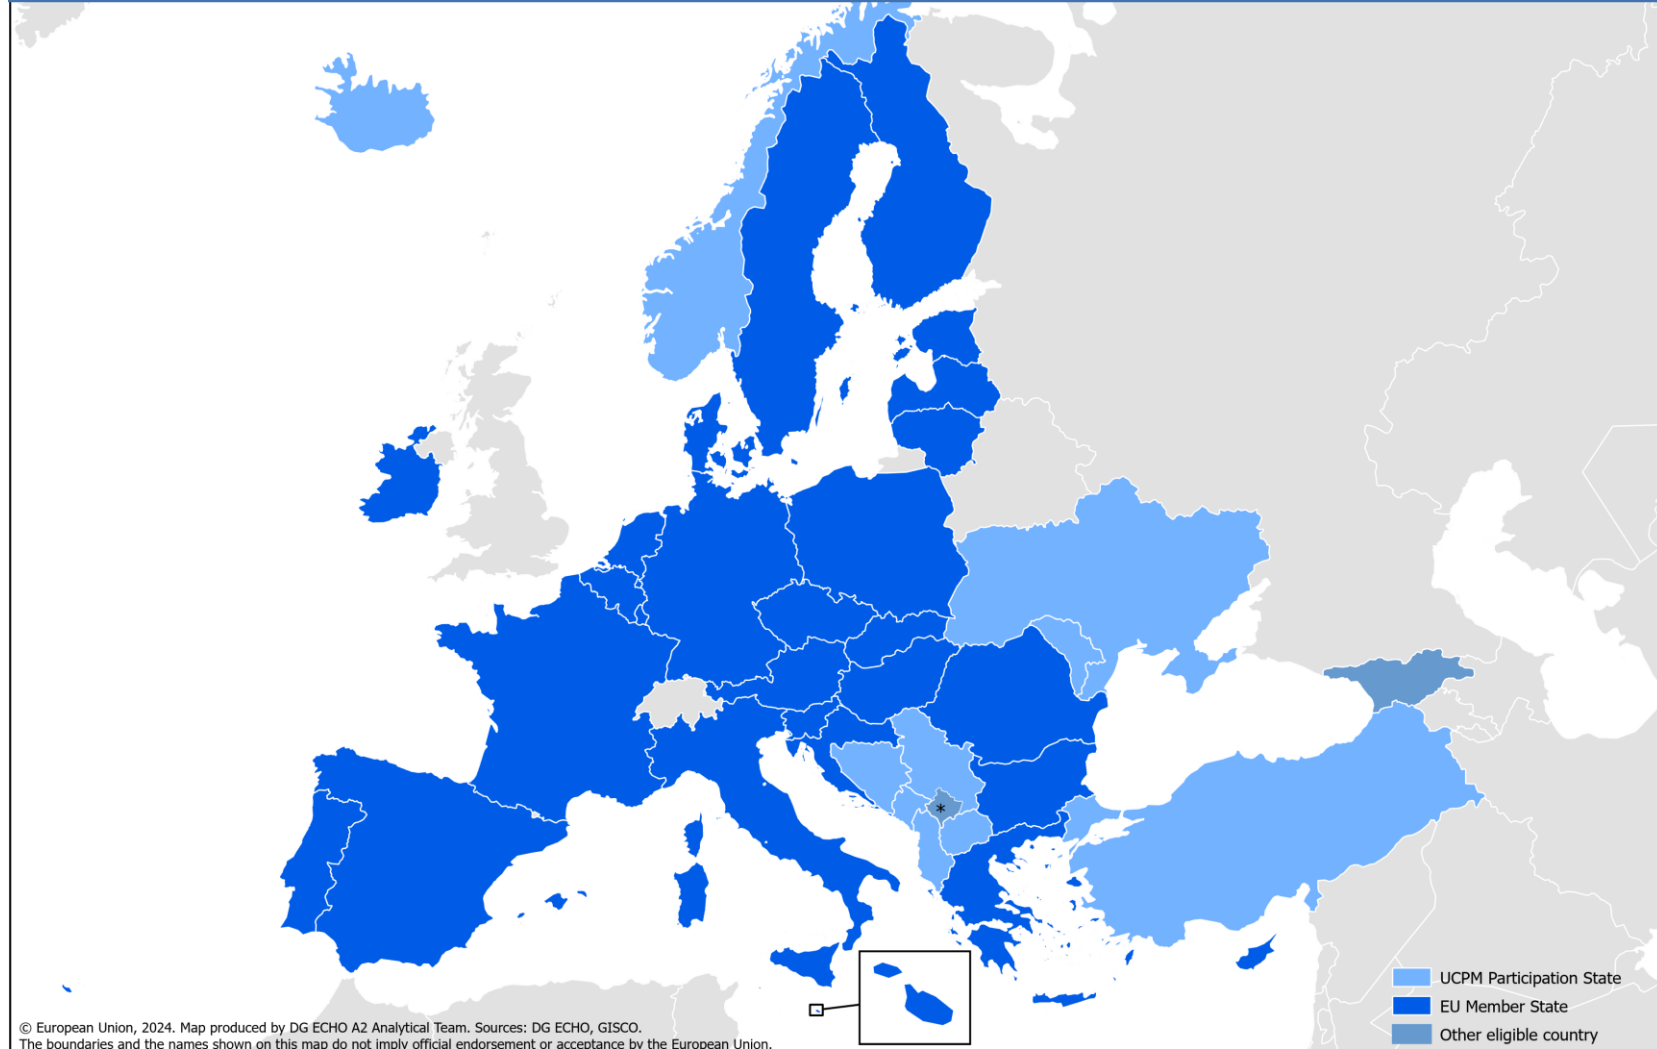 *
UCPM Participation State
EU Member State
Other eligible country
© European Union, 2024. Map produced by DG ECHO A2 Analytical Team. Sources: DG ECHO, GISCO.
The boundaries and the names shown on this map do not imply official endorsement or acceptance by the European Union.